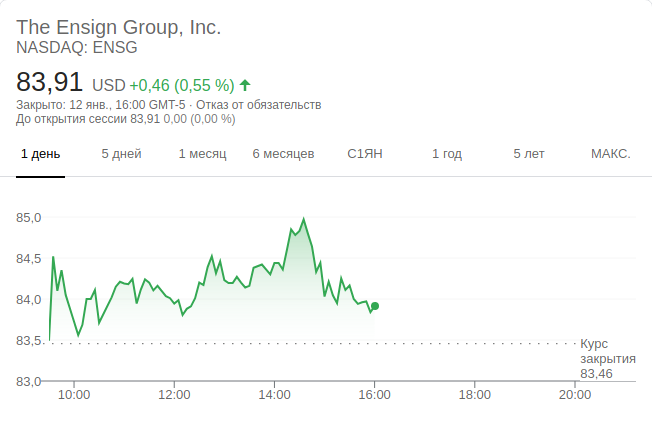 The Ensign Group, Inc.
NASDAQ: ENSG
83,91 USD +0,46 (0,55 %)
Закрыто: 12 янв., 16:00 GMT-5 · Отказ от обязательств
До открытия сессии 83,91 0,00 (0,00 %)
1 день 5 дней 1 месяц 6 месяцев С1ЯН 1 год 5 лет МАКС.
85,0
84,5
84,0
83,5
Курс
закрытия
83,46
83,0
10:00 12:00 14:00 16:00 18:00 20:00